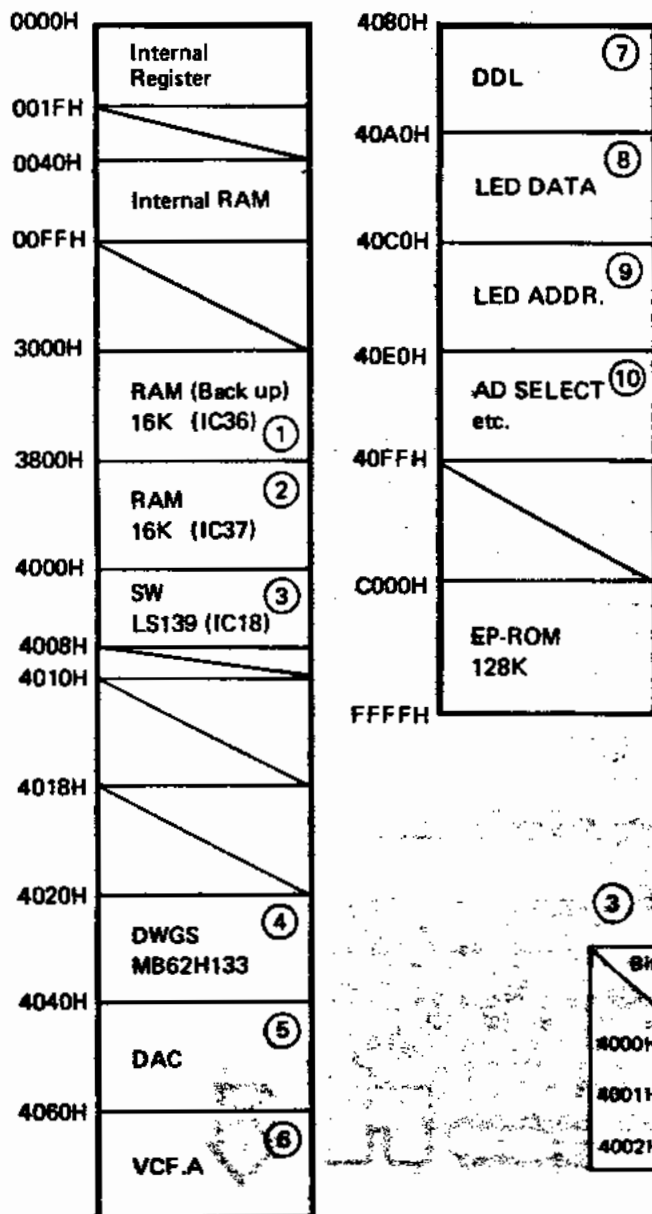 0000H
Internal
Register
001FH
0040H
Internal RAM
00FFH
3000H
RAM (Back up)
16K (IC36) ①
3800H
②
RAM
16K (IC37)
4000H
SW ③
LS139 (IC18)
4008H
4010H
4018H
4020H
④
DWGS
MB62H133
4040H
⑤
DAC
4060H
⑥
VCF.A
4080H
⑦
DDL
40A0H
⑧
LED DATA
40C0H
⑨
LED ADDR.
40E0H
AD SELECT ⑩
etc.
40FFH
C000H
EP-ROM
128K
FFFFH
③
4000H
4001H
4002H